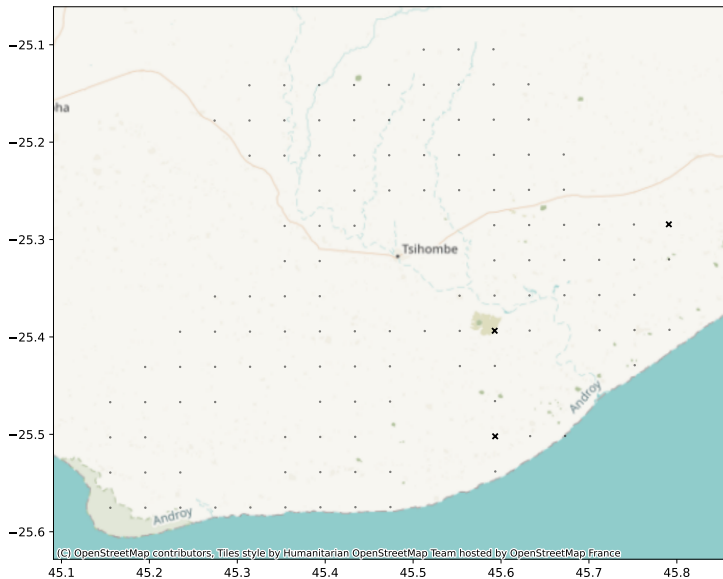 −25.1
ha
−25.2
−25.3
Tsihombe
−25.4
Androy
−25.5
Androy
−25.6
(C) OpenStreetMap contributors, Tiles style by Humanitarian OpenStreetMap Team hosted by OpenStreetMap France
45.1 45.2 45.3 45.4 45.5 45.6 45.7 45.8